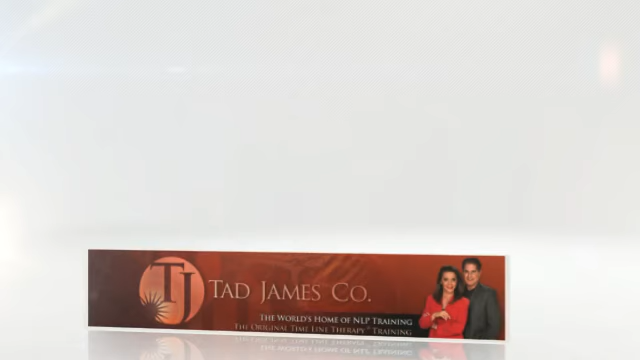 TJ TAD JAMES CO.
THE WORLD'S HOME OF NLP TRAINING
THE ORIGINAL TIME LINE THERAPY® TRAINING